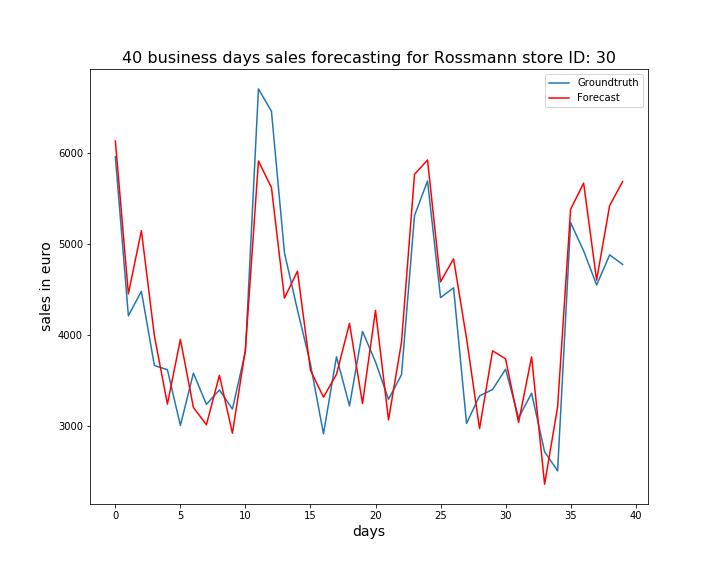 40 business days sales forecasting for Rossmann store ID: 30
Groundtruth
Forecast
6000
5000
4000
3000
sales in euro
0 5 10 15 20 25 30 35 40
days